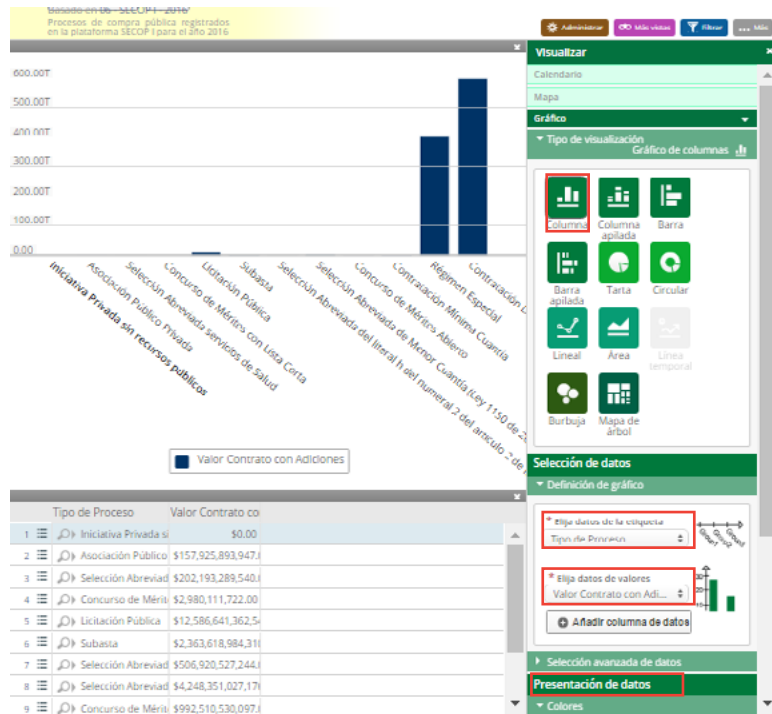 Basado en 06 - SECOP I - 2016
Procesos de compra pública registrados
en la plataforma SECOP I para el año 2016
Administrar
Más vistas
Filtrar
Más
Visualizar
Calendario
Mapa
Gráfico
Tipo de visualización
Gráfico de columnas
Columna
Columna
apilada
Barra
Barra
apilada
Tarta
Circular
Lineal
Área
Línea
temporal
Burbuja
Mapa de
árbol
600.00T
500.00T
400.00T
300.00T
200.00T
100.00T
0.00
Iniciativa Privada sin recursos públicos
Asociación Público Privada
Selección Abreviada servicios de Salud
Concurso de Méritos con Lista Corta
Licitación Pública
Subasta
Selección Abreviada del literal h del numeral 2 del artículo 2 de
Selección Abreviada de Menor Cuantía (Ley 1150 de
Concurso de Méritos Abierto
Contratación Mínima Cuantía
Régimen Especial
Contratación
Valor Contrato con Adiciones
Selección de datos
Definición de gráfico
* Elija datos de la etiqueta
Tipo de Proceso
Group1 Group2 Group3
* Elija datos de valores
Valor Contrato con Adi...
Añadir columna de datos
Selección avanzada de datos
Presentación de datos
Colores
Tipo de Proceso Valor Contrato co
1 Iniciativa Privada si $0.00
2 Asociación Público $157,925,893,947.
3 Selección Abreviad $202,193,289,540.
4 Concurso de Mérit $2,980,111,722.00
5 Licitación Pública $12,586,641,362,54
6 Subasta $2,363,618,984,31
7 Selección Abreviad $506,920,527,244.
8 Selección Abreviad $4,248,351,027,17
9 Concurso de Mérit $992,510,530,097.